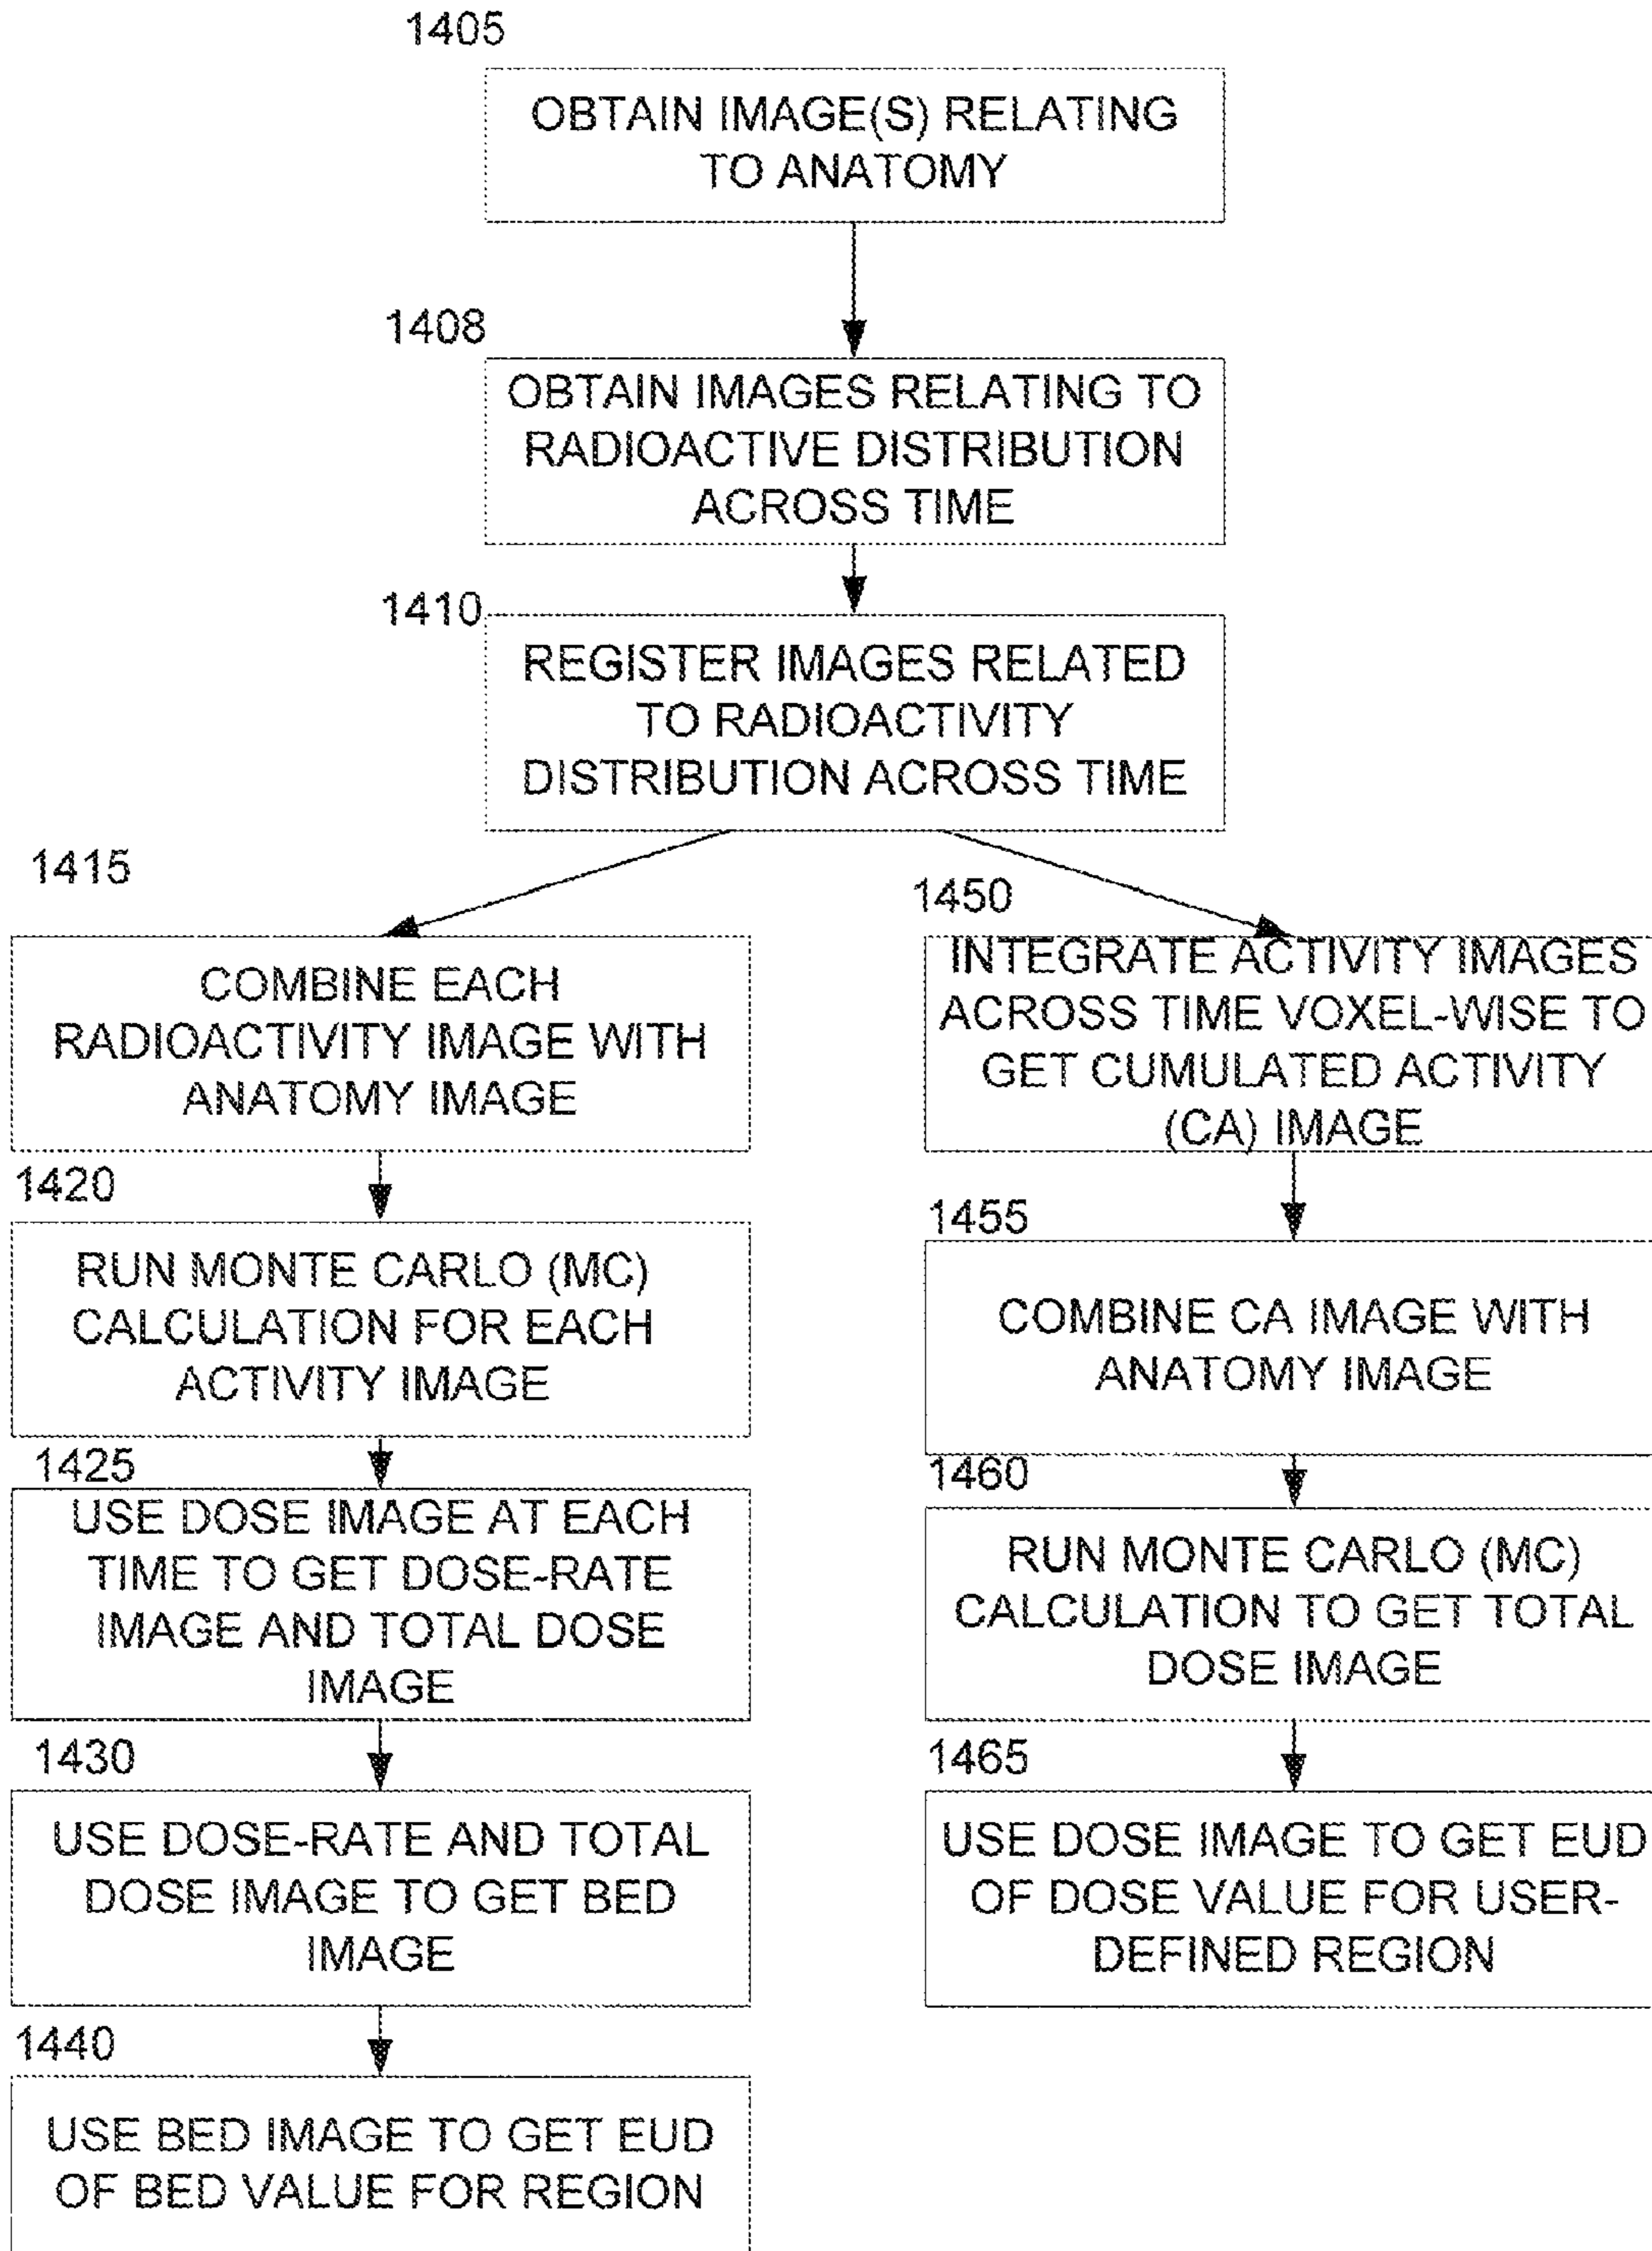 1405
OBTAIN IMAGE(S) RELATING
TO ANATOMY
1408
OBTAIN IMAGES RELATING TO
RADIOACTIVE DISTRIBUTION
ACROSS TIME
1410
REGISTER IMAGES RELATED
TO RADIOACTIVITY
DISTRIBUTION ACROSS TIME
1415
COMBINE EACH
RADIOACTIVITY IMAGE WITH
ANATOMY IMAGE
1420
RUN MONTE CARLO (MC)
CALCULATION FOR EACH
ACTIVITY IMAGE
1425
USE DOSE IMAGE AT EACH
TIME TO GET DOSE-RATE
IMAGE AND TOTAL DOSE
IMAGE
1430
USE DOSE-RATE AND TOTAL
DOSE IMAGE TO GET BED
IMAGE
1440
USE BED IMAGE TO GET EUD
OF BED VALUE FOR REGION
1450
INTEGRATE ACTIVITY IMAGES
ACROSS TIME VOXEL-WISE TO
GET CUMULATED ACTIVITY
(CA) IMAGE
1455
COMBINE CA IMAGE WITH
ANATOMY IMAGE
1460
RUN MONTE CARLO (MC)
CALCULATION TO GET TOTAL
DOSE IMAGE
1465
USE DOSE IMAGE TO GET EUD
OF DOSE VALUE FOR USER-
DEFINED REGION